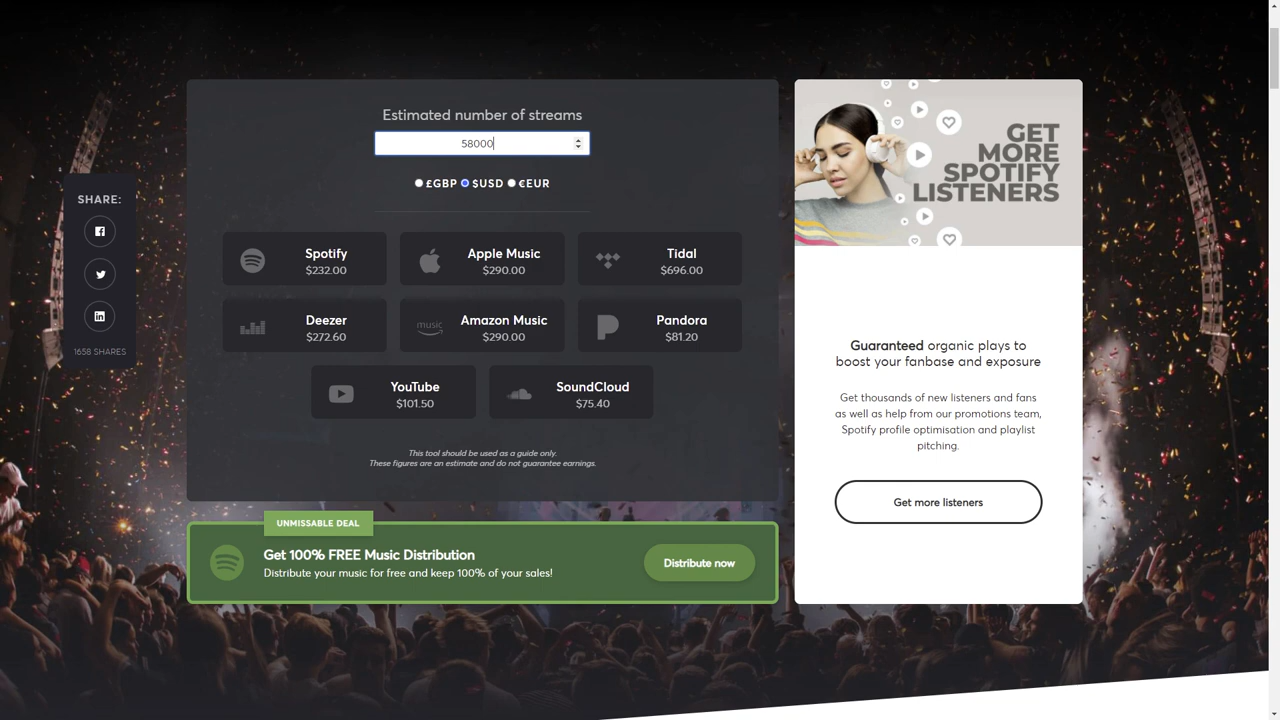 SHARE:
1658 SHARES
Estimated number of streams
58000
£GBP $USD €EUR
Spotify
$232.00
Apple Music
$290.00
Tidal
$696.00
Deezer
$272.60
music
Amazon Music
$290.00
Pandora
$81.20
YouTube
$101.50
SoundCloud
$75.40
This tool should be used as a guide only.
These figures are an estimate and do not guarantee earnings.
UNMISSABLE DEAL
Get 100% FREE Music Distribution
Distribute your music for free and keep 100% of your sales!
Distribute now
GET
MORE
SPOTIFY
LISTENERS
Guaranteed organic plays to
boost your fanbase and exposure
Get thousands of new listeners and fans
as well as help from our promotions team,
Spotify profile optimisation and playlist
pitching.
Get more listeners